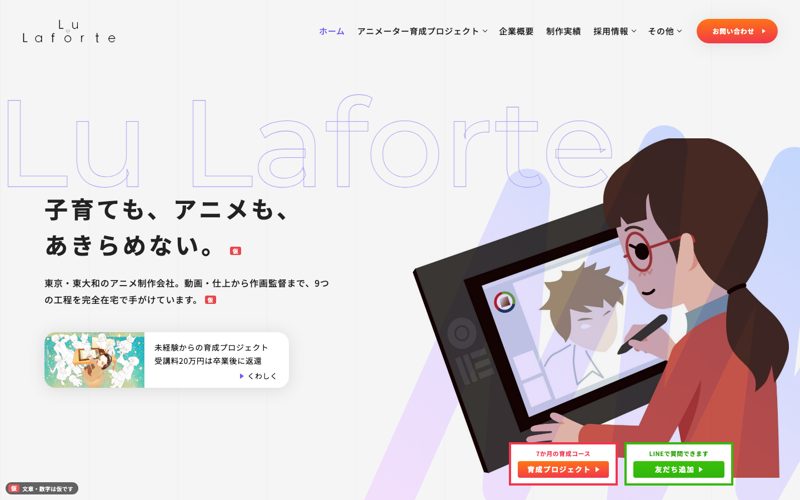 Lu
Laforte
ホーム
アニメーター育成プロジェクト
企業概要
制作実績
採用情報
その他
お問い合わせ
Lu Laforte
子育ても、アニメも、
あきらめない。 仮
東京・東大和のアニメ制作会社。動画・仕上から作画監督まで、9つ
の工程を完全在宅で手がけています。 仮
未経験からの育成プロジェクト
受講料20万円は卒業後に返還
くわしく
7か月の育成コース
育成プロジェクト
LINEで質問できます
友だち追加
仮 文章・数字は仮です